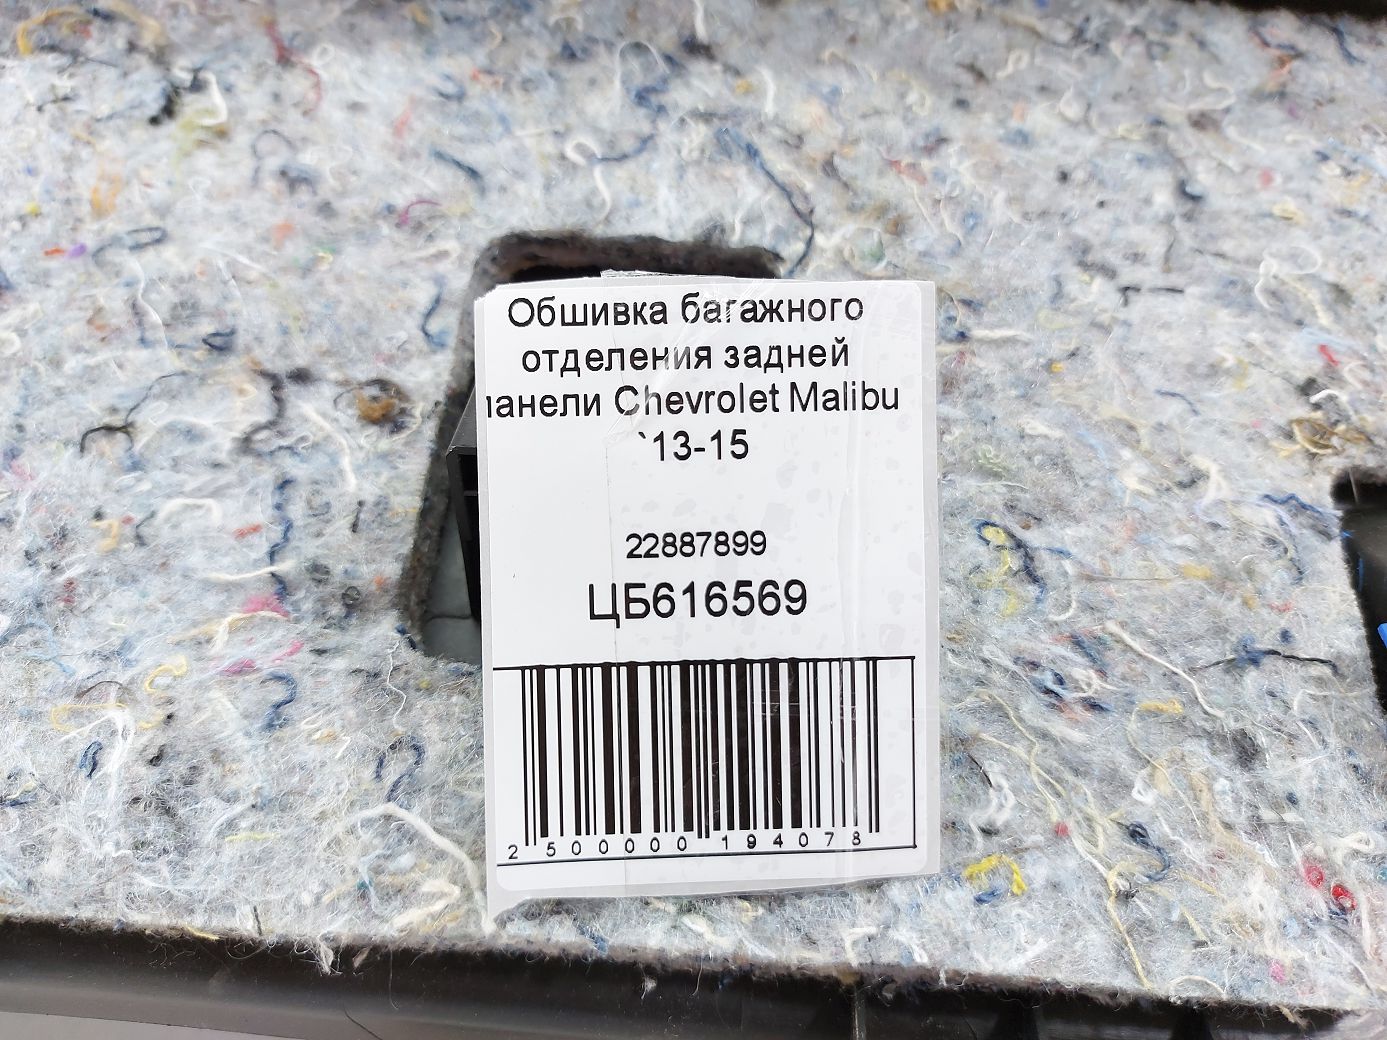 Обшивка багажного
отделения задней
панели Chevrolet Malibu
`13-15
22887899
ЦБ616569
2 500000 194078